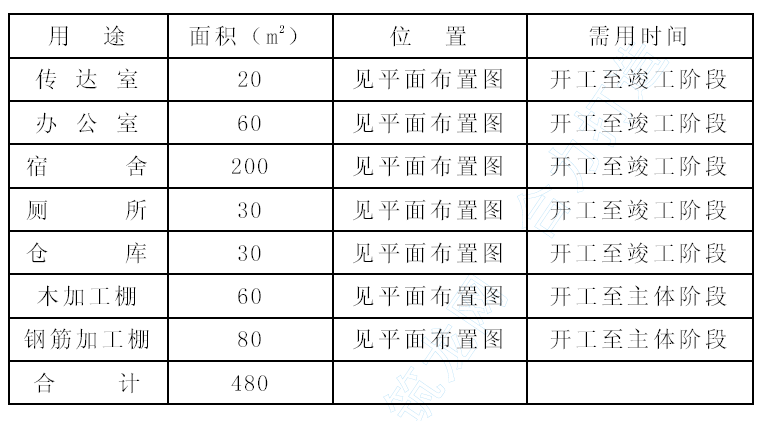 用 途 面积（m²） 位 置 需用时间
传达室 20 见平面布置图 开工至竣工阶段
办公室 60 见平面布置图 开工至竣工阶段
宿 舍 200 见平面布置图 开工至竣工阶段
厕 所 30 见平面布置图 开工至竣工阶段
仓 库 30 见平面布置图 开工至竣工阶段
木加工棚 60 见平面布置图 开工至主体阶段
钢筋加工棚 80 见平面布置图 开工至主体阶段
合 计 480